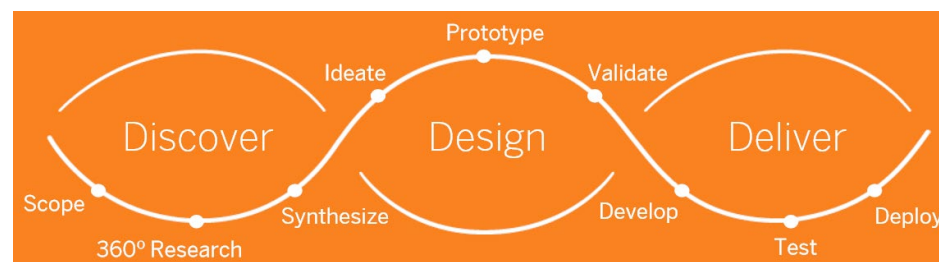 Prototype
Ideate
Validate
Discover
Design
Deliver
Scope
Synthesize
Develop
Deploy
360º Research
Test